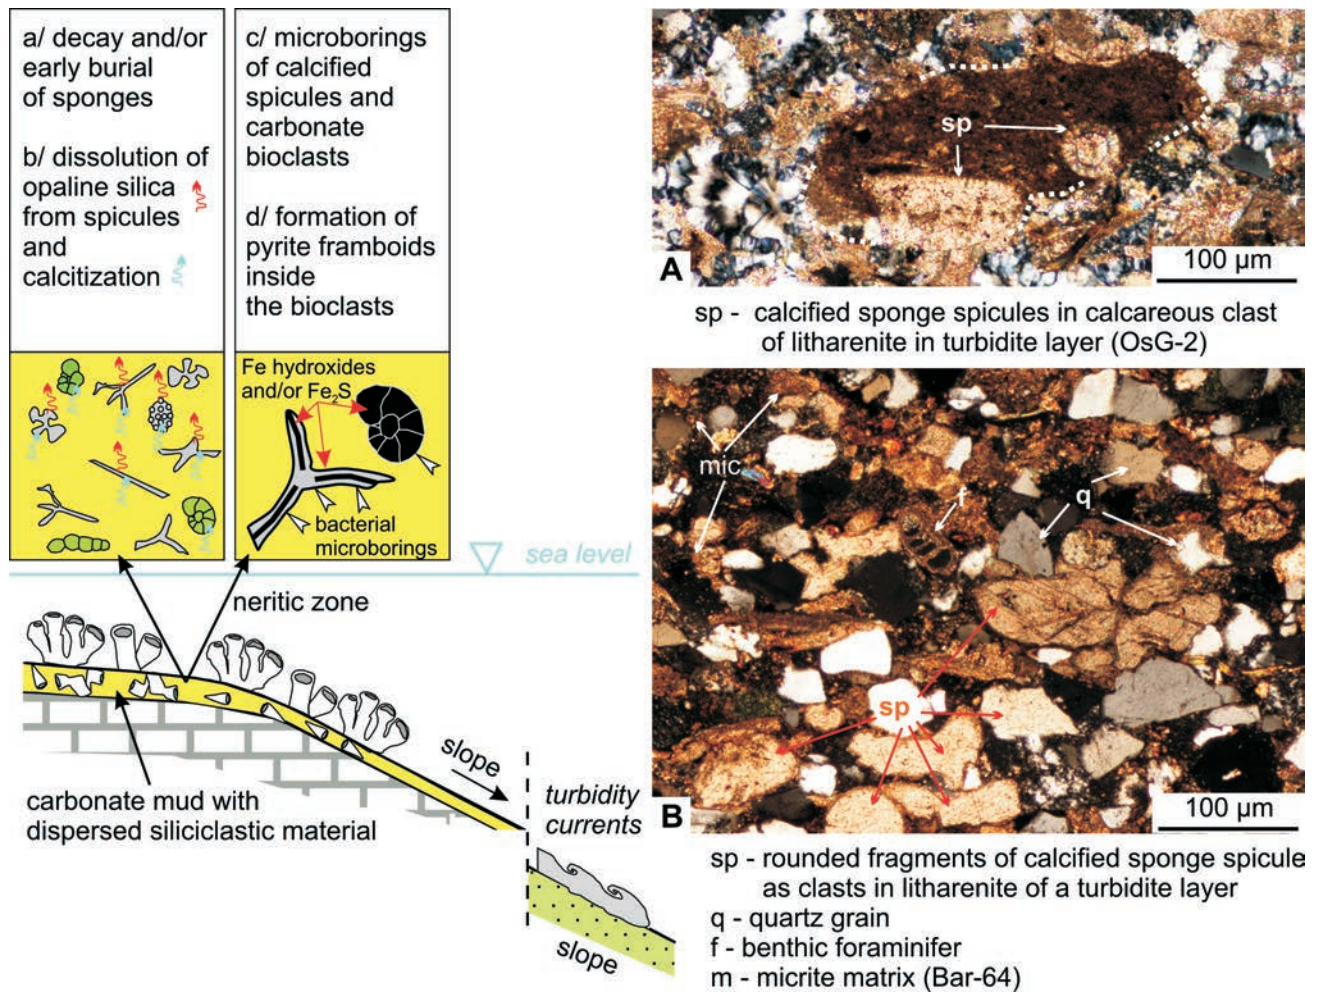 a/ decay and/or
early burial
of sponges
b/ dissolution of
opaline silica
from spicules
and
calcitization
c/ microborings
of calcified
spicules and
carbonate
bioclasts
d/ formation of
pyrite framboids
inside
the bioclasts
Fe hydroxides
and/or Fe₂S
bacterial
microborings
sea level
neritic zone
slope
carbonate mud with
dispersed siliciclastic material
turbidity
currents
slope
sp
A
100 µm
sp - calcified sponge spicules in calcareous clast
of litharenite in turbidite layer (OsG-2)
mic
f
q
sp
B
100 µm
sp - rounded fragments of calcified sponge spicule
as clasts in litharenite of a turbidite layer
q - quartz grain
f - benthic foraminifer
m - micrite matrix (Bar-64)